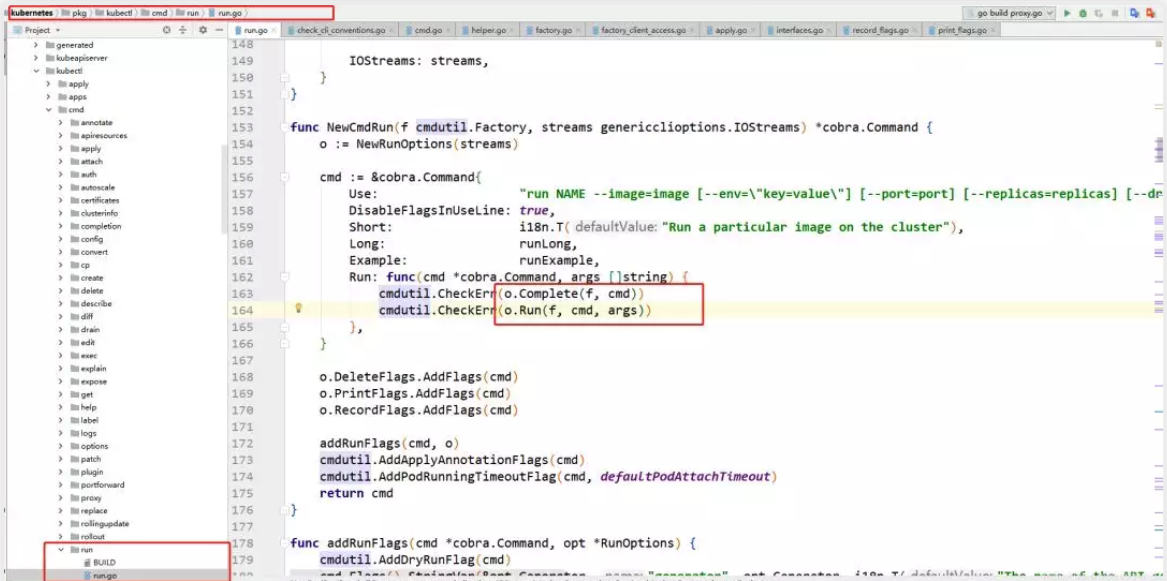 kubernetes pkg kubectl cmd run run.go
go build proxy.go
Project
run.go check_cli_conventions.go cmd.go helper.go factory.go factory_client_access.go apply.go interfaces.go record_flags.go print_flags.go
generated
kubeapiserver
kubectl
apply
apps
cmd
annotate
apiresources
apply
attach
auth
autoscale
certificates
clusterinfo
completion
config
convert
cp
create
delete
describe
diff
drain
edit
exec
explain
expose
get
help
label
logs
options
patch
plugin
portforward
proxy
replace
rollingupdate
rollout
run
BUILD
run.go
148
149 IOStreams: streams,
150 }
151 }
152
153 func NewCmdRun(f cmdutil.Factory, streams genericclioptions.IOStreams) *cobra.Command {
154 o := NewRunOptions(streams)
155
156 cmd := &cobra.Command{
157 Use: "run NAME --image=image [--env=\"key=value\"] [--port=port] [--replicas=replicas] [--dr
158 DisableFlagsInUseLine: true,
159 Short: i18n.T( defaultValue: "Run a particular image on the cluster"),
160 Long: runLong,
161 Example: runExample,
162 Run: func(cmd *cobra.Command, args []string) {
163 cmdutil.CheckErr(o.Complete(f, cmd))
164 cmdutil.CheckErr(o.Run(f, cmd, args))
165 },
166 }
167
168 o.DeleteFlags.AddFlags(cmd)
169 o.PrintFlags.AddFlags(cmd)
170 o.RecordFlags.AddFlags(cmd)
171
172 addRunFlags(cmd, o)
173 cmdutil.AddApplyAnnotationFlags(cmd)
174 cmdutil.AddPodRunningTimeoutFlag(cmd, defaultPodAttachTimeout)
175 return cmd
176 }
177
178 func addRunFlags(cmd *cobra.Command, opt *RunOptions) {
179 cmdutil.AddDryRunFlag(cmd)